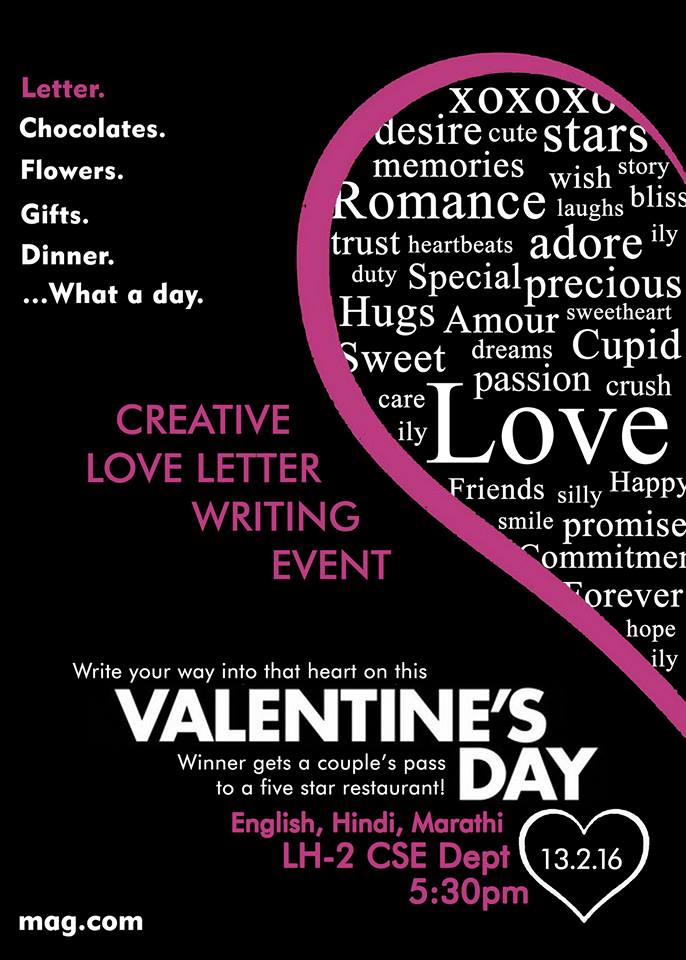 Letter.
Chocolates.
Flowers.
Gifts.
Dinner.
...What a day.
xoxoxo
desire cute stars
memories wish story
Romance laughs bliss
trust heartbeats adore ily
duty Special precious
Hugs Amour sweetheart
Sweet dreams Cupid
care passion crush
ily Love
Friends silly Happy
smile promise
Commitmen
Forever
hope
ily
CREATIVE
LOVE LETTER
WRITING
EVENT
Write your way into that heart on this
VALENTINE'S
DAY
Winner gets a couple's pass
to a five star restaurant!
English, Hindi, Marathi
LH-2 CSE Dept
5:30pm
13.2.16
mag.com